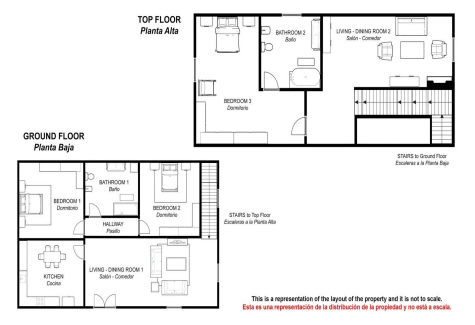 TOP FLOOR
Planta Alta
BATHROOM 2
Baño
LIVING - DINING ROOM 2
Salón - Comedor
BEDROOM 3
Dormitorio
STAIRS to Ground Floor
Escaleras a la Planta Baja
GROUND FLOOR
Planta Baja
BATHROOM 1
Baño
BEDROOM 1
Dormitorio
BEDROOM 2
Dormitorio
HALLWAY
Pasillo
STAIRS to Top Floor
Escaleras a la Planta Alta
LIVING - DINING ROOM 1
Salón - Comedor
KITCHEN
Cocina
This is a representation of the layout of the property and it is not to scale.
Esta es una representación de la distribución de la propiedad y no está a escala.